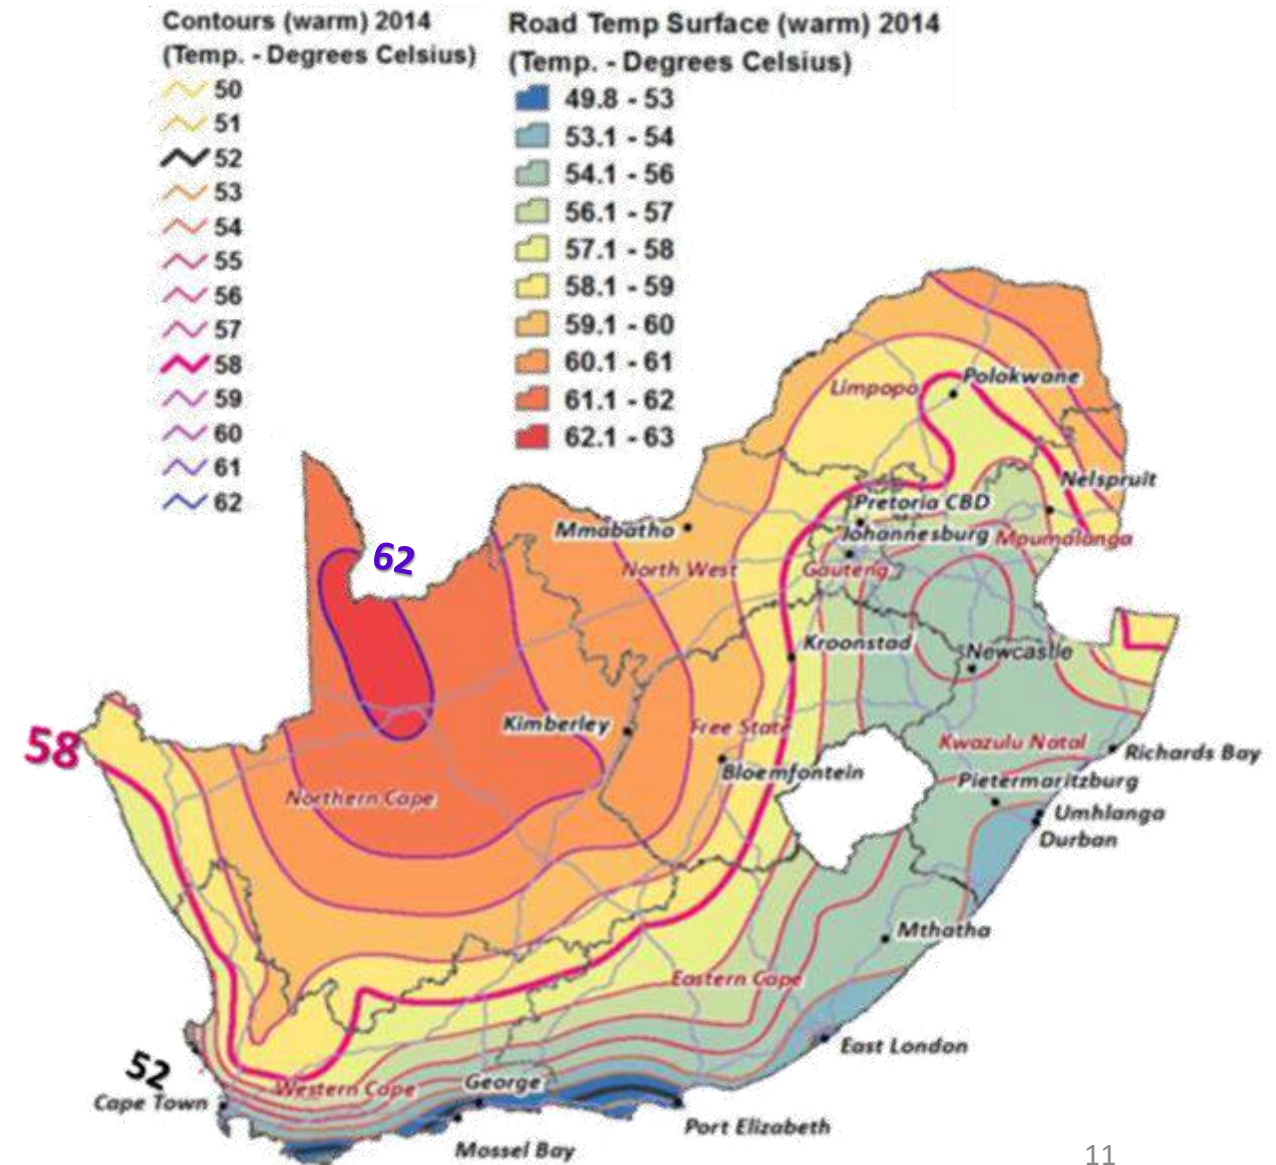 Contours (warm) 2014
(Temp. - Degrees Celsius)
50
51
52
53
54
55
56
57
58
59
60
61
62
Road Temp Surface (warm) 2014
(Temp. - Degrees Celsius)
49.8 - 53
53.1 - 54
54.1 - 56
56.1 - 57
57.1 - 58
58.1 - 59
59.1 - 60
60.1 - 61
61.1 - 62
62.1 - 63
Polokwane
Limpopo
Nelspruit
Pretoria CBD
Mmabatho
Johannesburg
Mpumalanga
62
North West
Gauteng
Kroonstad
Newcastle
Kimberley
Free State
58
Kwazulu Natal
Richards Bay
Bloemfontein
Pietermaritzburg
Northern Cape
Umhlanga
Durban
Mthatha
Eastern Cape
East London
52
George
Western Cape
Cape Town
Port Elizabeth
Mossel Bay
11